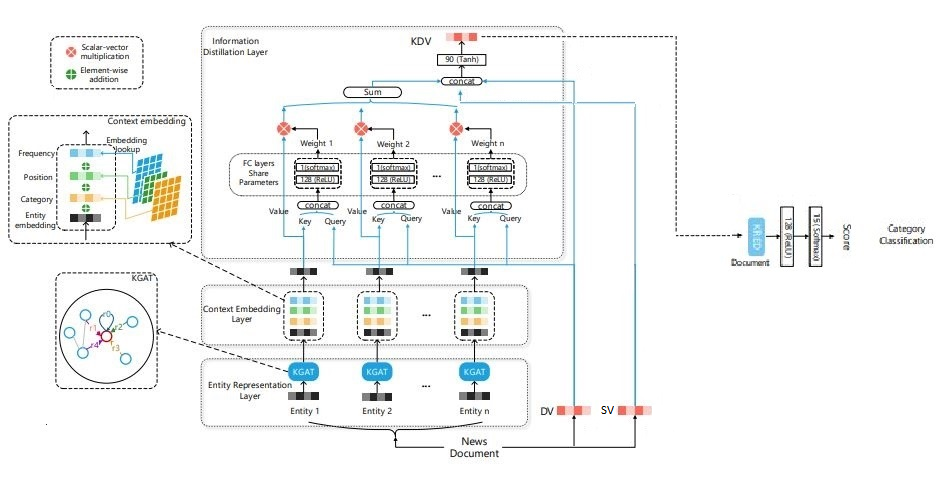 Scalar-vector
multiplication
Element-wise
addition
Context embedding
Embedding
lookup
Frequency
Position
Category
Entity
embedding
KGAT
r0
r1
r2
r3
r4
Information
Distillation Layer
KDV
90 (Tanh)
concat
Sum
Weight 1
Weight 2
Weight n
FC layers
Share
Parameters
1(softmax)
128 (ReLU)
1(softmax)
128 (ReLU)
...
1(softmax)
128 (ReLU)
concat
concat
concat
Value
Key
Query
Value
Key
Query
Value
Key
Query
Context Embedding
Layer
...
Entity Representation
Layer
KGAT
KGAT
...
KGAT
Entity 1
Entity 2
Entity n
DV
SV
News
Document
Document
128 (ReLU)
15 (Softmax)
Score
Category
Classification